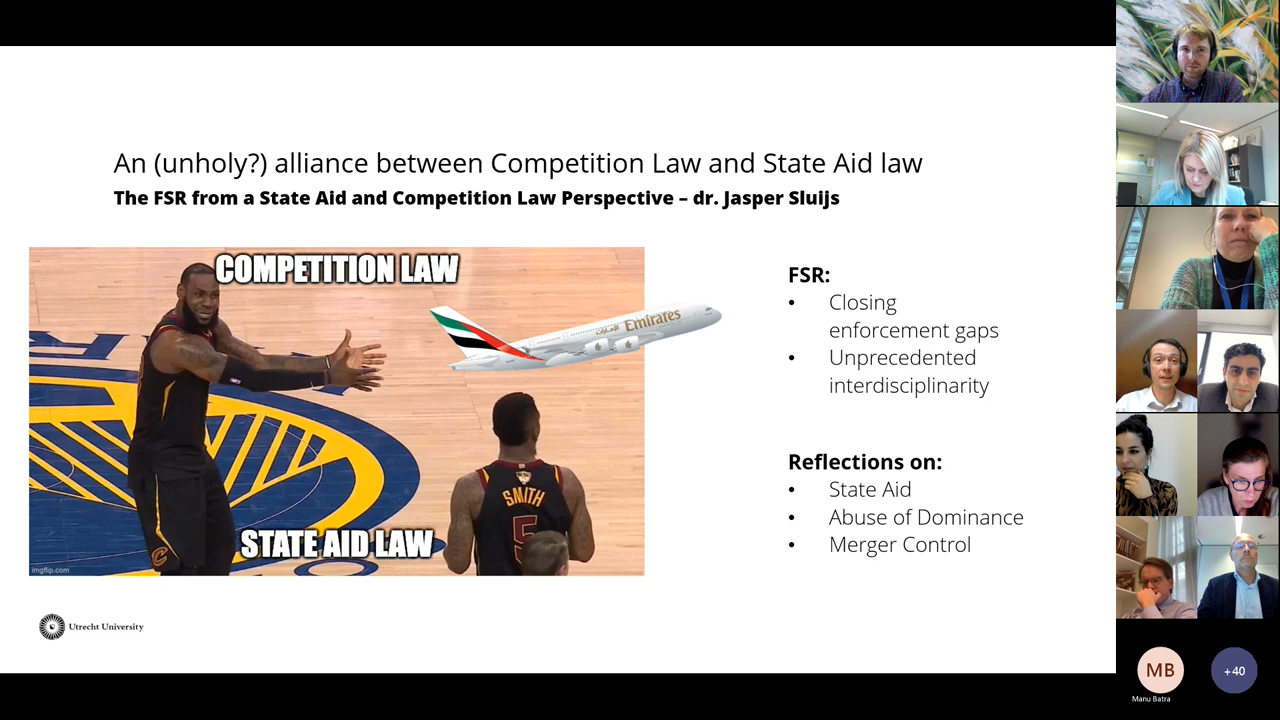 An (unholy?) alliance between Competition Law and State Aid law
The FSR from a State Aid and Competition Law Perspective – dr. Jasper Sluijs
COMPETITION LAW
Emirates
SMITH
5
STATE AID LAW
imgflip.com
FSR:
• Closing
enforcement gaps
• Unprecedented
interdisciplinarity
Reflections on:
• State Aid
• Abuse of Dominance
• Merger Control
Utrecht University
MB
Manu Batra
+40